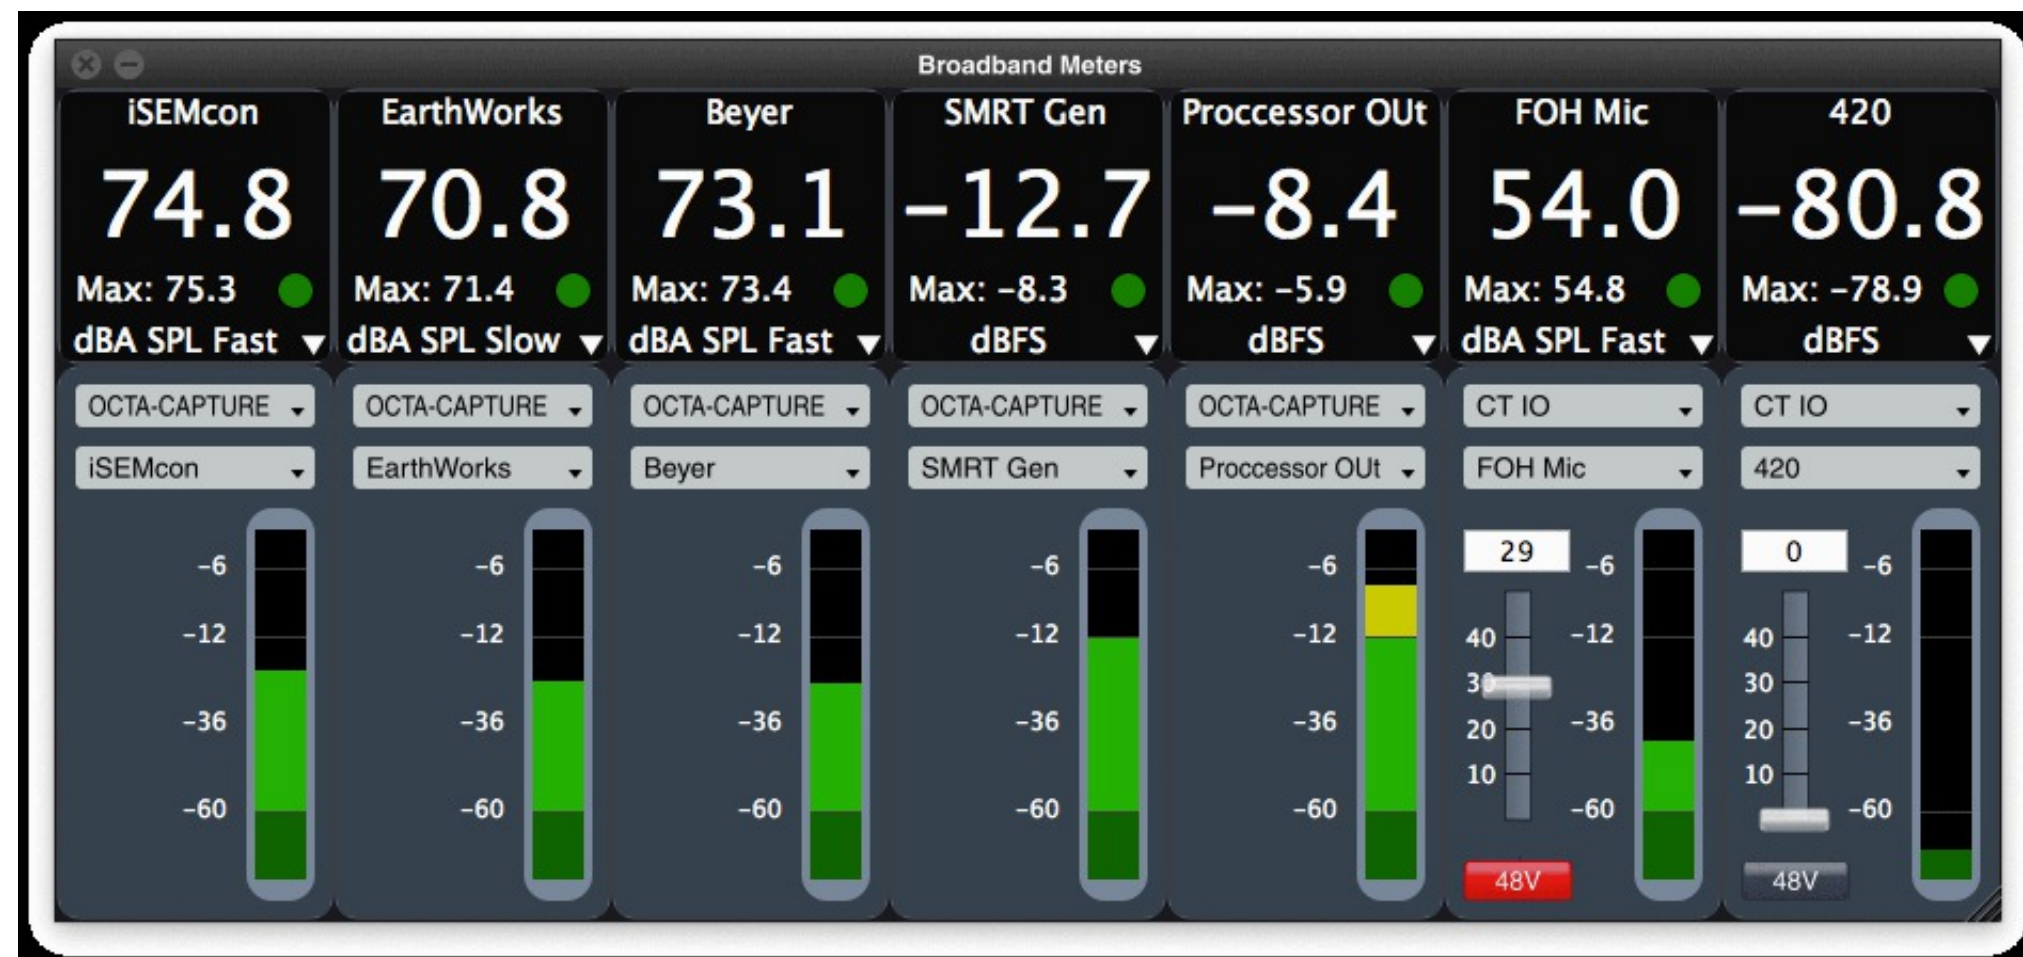 Broadband Meters
iSEMcon EarthWorks Beyer SMRT Gen Proccessor OUt FOH Mic 420
74.8 70.8 73.1 -12.7 -8.4 54.0 -80.8
Max: 75.3 Max: 71.4 Max: 73.4 Max: -8.3 Max: -5.9 Max: 54.8 Max: -78.9
dBA SPL Fast dBA SPL Slow dBA SPL Fast dBFS dBFS dBA SPL Fast dBFS
OCTA-CAPTURE OCTA-CAPTURE OCTA-CAPTURE OCTA-CAPTURE OCTA-CAPTURE CT IO CT IO
iSEMcon EarthWorks Beyer SMRT Gen Proccessor OUt FOH Mic 420
29 0
-6 -6 -6 -6 -6 -6 -6
-12 -12 -12 -12 -12 40 -12 40 -12
30 30
-36 -36 -36 -36 -36 20 -36 20 -36
10 10
-60 -60 -60 -60 -60 -60 -60
48V 48V